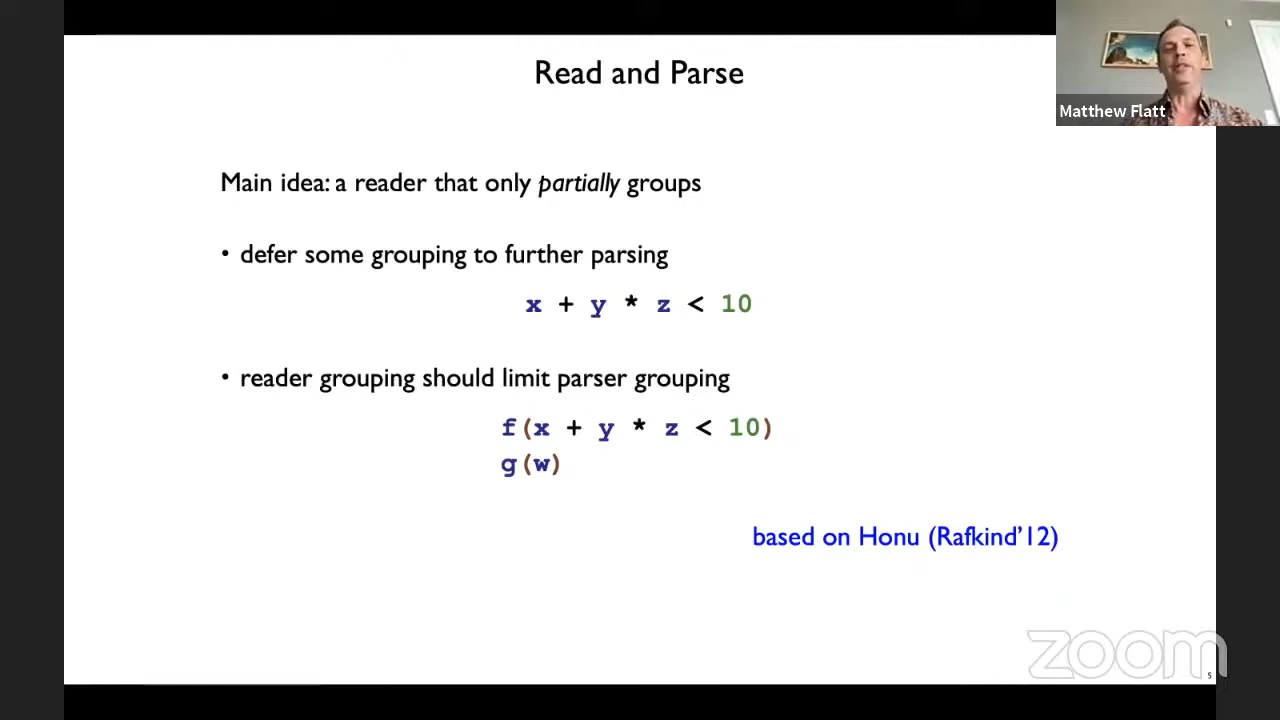 Read and Parse
Matthew Flatt
Main idea: a reader that only partially groups
• defer some grouping to further parsing
x + y * z < 10
• reader grouping should limit parser grouping
f(x + y * z < 10)
g(w)
based on Honu (Rafkind’12)
zoom
5